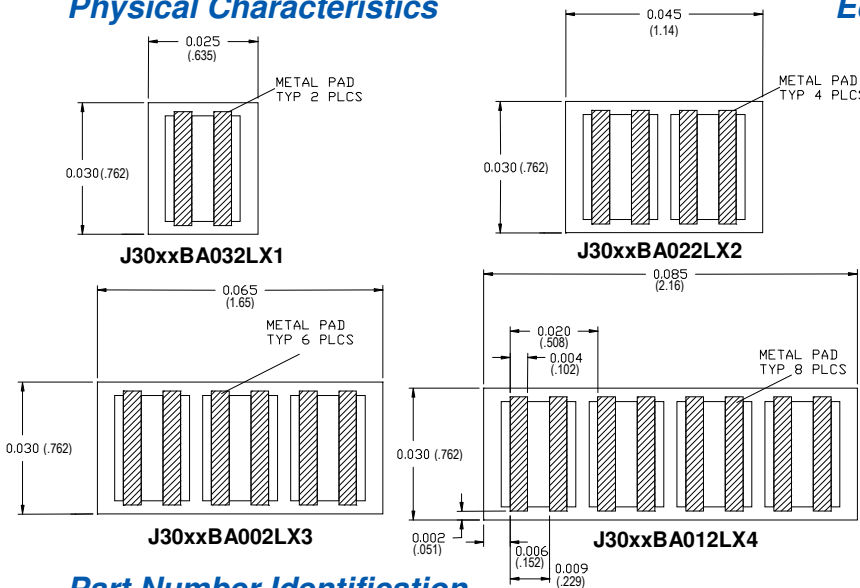 Physical Characteristics
0.025
(.635)
METAL PAD
TYP 2 PLCS
0.030(.762)
J30xxBA032LX1
0.045
(1.14)
METAL PAD
TYP 4 PLCS
0.030 (.762)
J30xxBA022LX2
0.065
(1.65)
METAL PAD
TYP 6 PLCS
0.030 (.762)
J30xxBA002LX3
0.085
(2.16)
0.020
(.508)
0.004
(.102)
METAL PAD
TYP 8 PLCS
0.030 (.762)
0.002
(.051)
0.006
(.152)
0.009
(.229)
J30xxBA012LX4
Part Number Identification